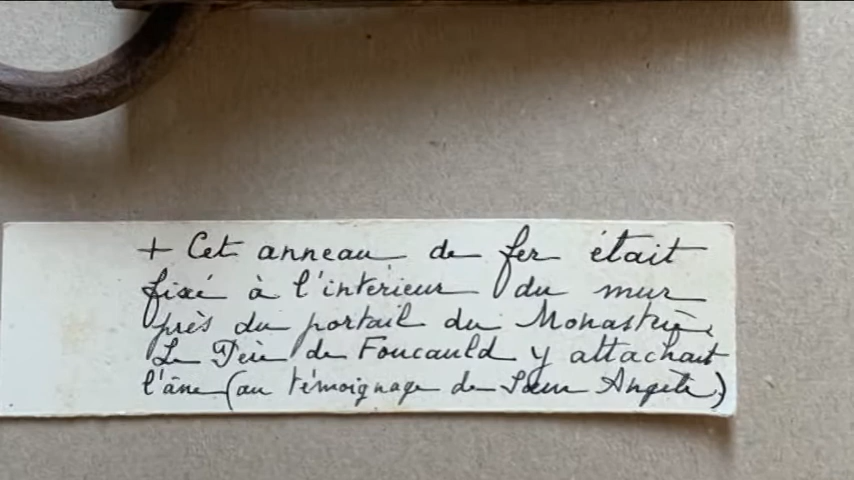 + Cet anneau de fer était
fixé à l'intérieur du mur
près du portail du Monastère,
Le Père de Foucauld y attachait
l'âne (au témoignage de Sœur Angèle)